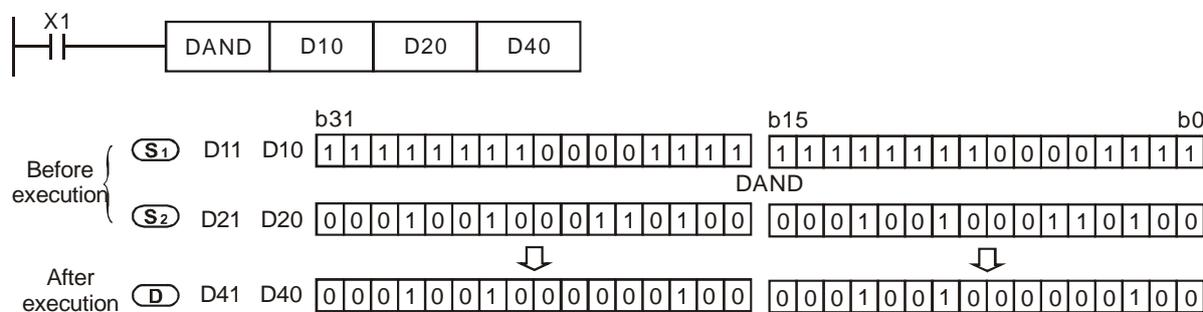 X1
DAND D10 D20 D40
b31 b15 b0
S1 D11 D10 1 1 1 1 1 1 1 1 0 0 0 0 1 1 1 1 1 1 1 1 1 1 1 1 0 0 0 0 1 1 1 1
Before
execution
DAND
S2 D21 D20 0 0 0 1 0 0 1 0 0 0 1 1 0 1 0 0 0 0 0 1 0 0 1 0 0 0 1 1 0 1 0 0
After
execution
D D41 D40 0 0 0 1 0 0 1 0 0 0 0 0 0 1 0 0 0 0 0 1 0 0 1 0 0 0 0 0 0 1 0 0